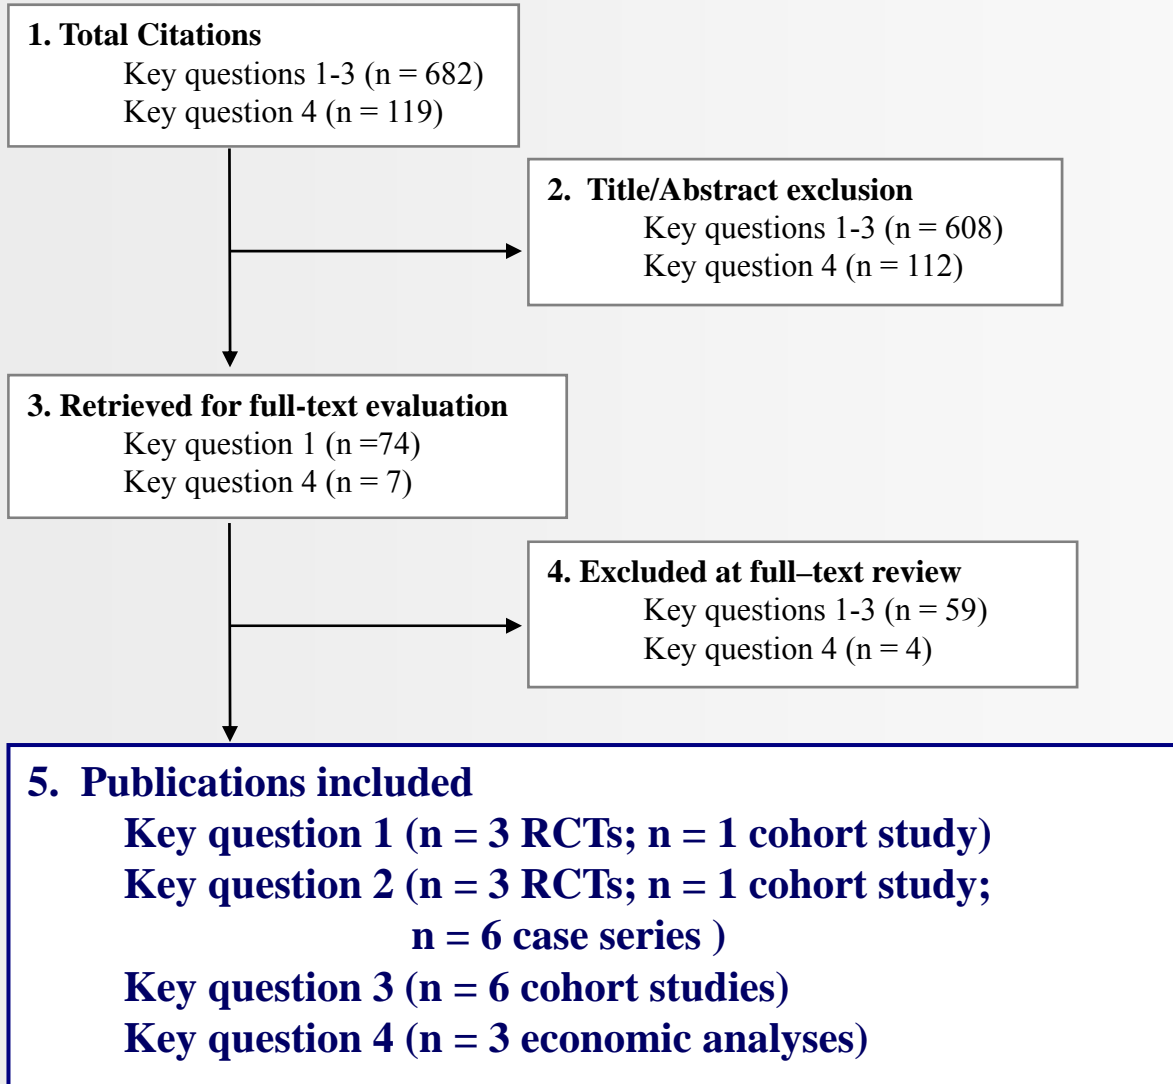 1. Total Citations
Key questions 1-3 (n = 682)
Key question 4 (n = 119)
2. Title/Abstract exclusion
Key questions 1-3 (n = 608)
Key question 4 (n = 112)
3. Retrieved for full-text evaluation
Key question 1 (n =74)
Key question 4 (n = 7)
4. Excluded at full–text review
Key questions 1-3 (n = 59)
Key question 4 (n = 4)
5. Publications included
Key question 1 (n = 3 RCTs; n = 1 cohort study)
Key question 2 (n = 3 RCTs; n = 1 cohort study;
n = 6 case series )
Key question 3 (n = 6 cohort studies)
Key question 4 (n = 3 economic analyses)